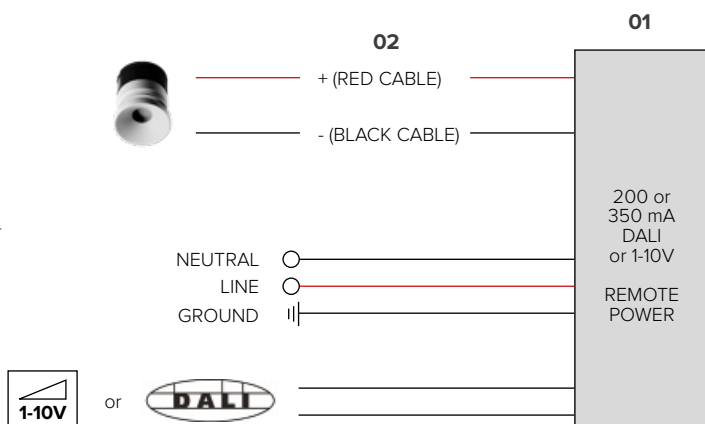 01
02
+ (RED CABLE)
- (BLACK CABLE)
200 or
350 mA
DALI
or 1-10V
REMOTE
POWER
NEUTRAL
LINE
GROUND
1-10V
or
DALI